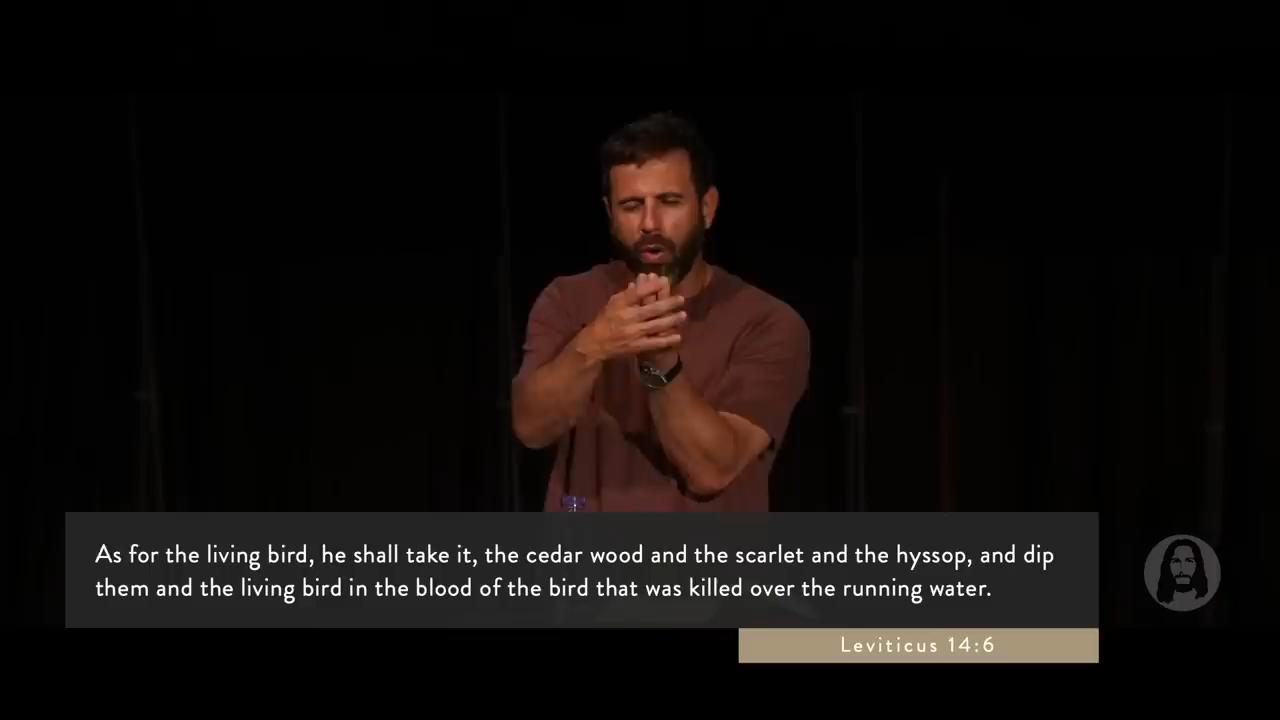 As for the living bird, he shall take it, the cedar wood and the scarlet and the hyssop, and dip
them and the living bird in the blood of the bird that was killed over the running water.
Leviticus 14:6